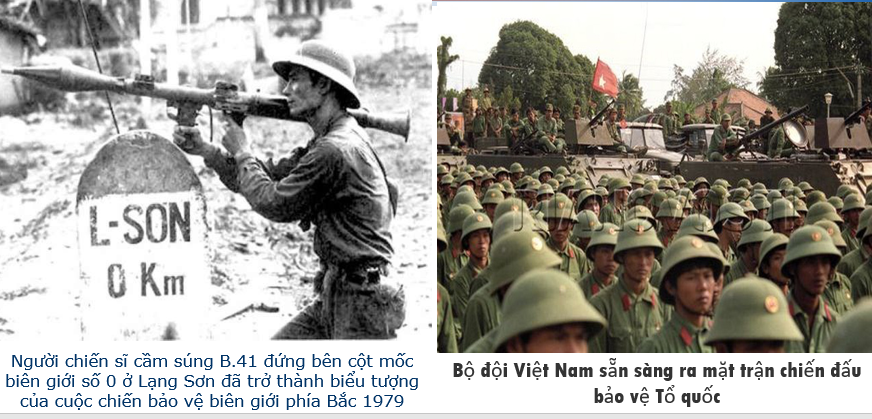 L-SON
0 Km
Người chiến sĩ cầm súng B.41 đứng bên cột mốc
biên giới số 0 ở Lạng Sơn đã trở thành biểu tượng
của cuộc chiến bảo vệ biên giới phía Bắc 1979
Bộ đội Việt Nam sẵn sàng ra mặt trận chiến đấu
bảo vệ Tổ quốc